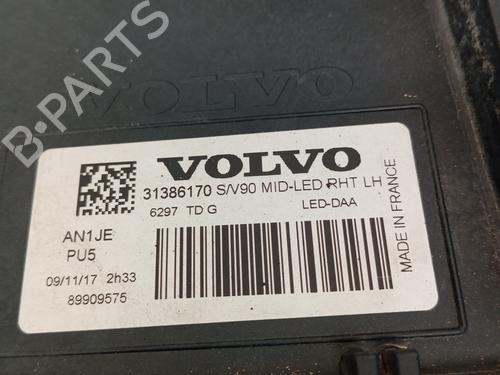 B-PARTS
VOLVO
VOLVO
31386170 S/V90 MID-LED RHT LH
6297 TD G LED-DAA
AN1JE
PU5
09/11/17 2h33
89909575
MADE IN FRANCE